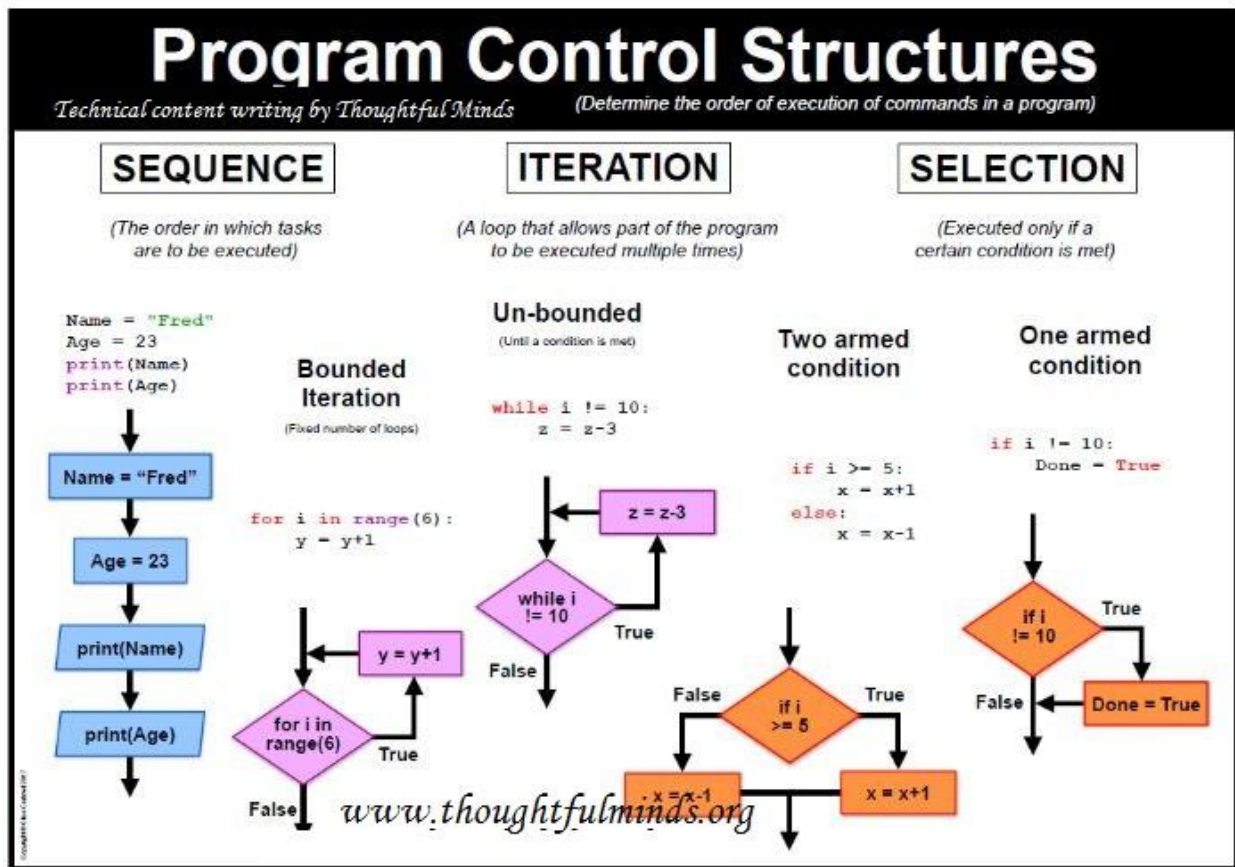 Program Control Structures
Technical content writing by Thoughtful Minds
(Determine the order of execution of commands in a program)
SEQUENCE
(The order in which tasks
are to be executed)
Name = "Fred"
Age = 23
print(Name)
print(Age)
Name = “Fred”
Age = 23
print(Name)
print(Age)
ITERATION
(A loop that allows part of the program
to be executed multiple times)
Bounded
Iteration
(Fixed number of loops)
for i in range(6):
y = y+1
y = y+1
for i in
range(6)
True
False
Un-bounded
(Until a condition is met)
while i != 10:
z = z-3
z = z-3
while i
!= 10
True
False
SELECTION
(Executed only if a
certain condition is met)
Two armed
condition
if i >= 5:
x = x+1
else:
x = x-1
False
True
if i
>= 5
x = x-1
x = x+1
One armed
condition
if i != 10:
Done = True
if i
!= 10
True
False
Done = True
www.thoughtfulminds.org